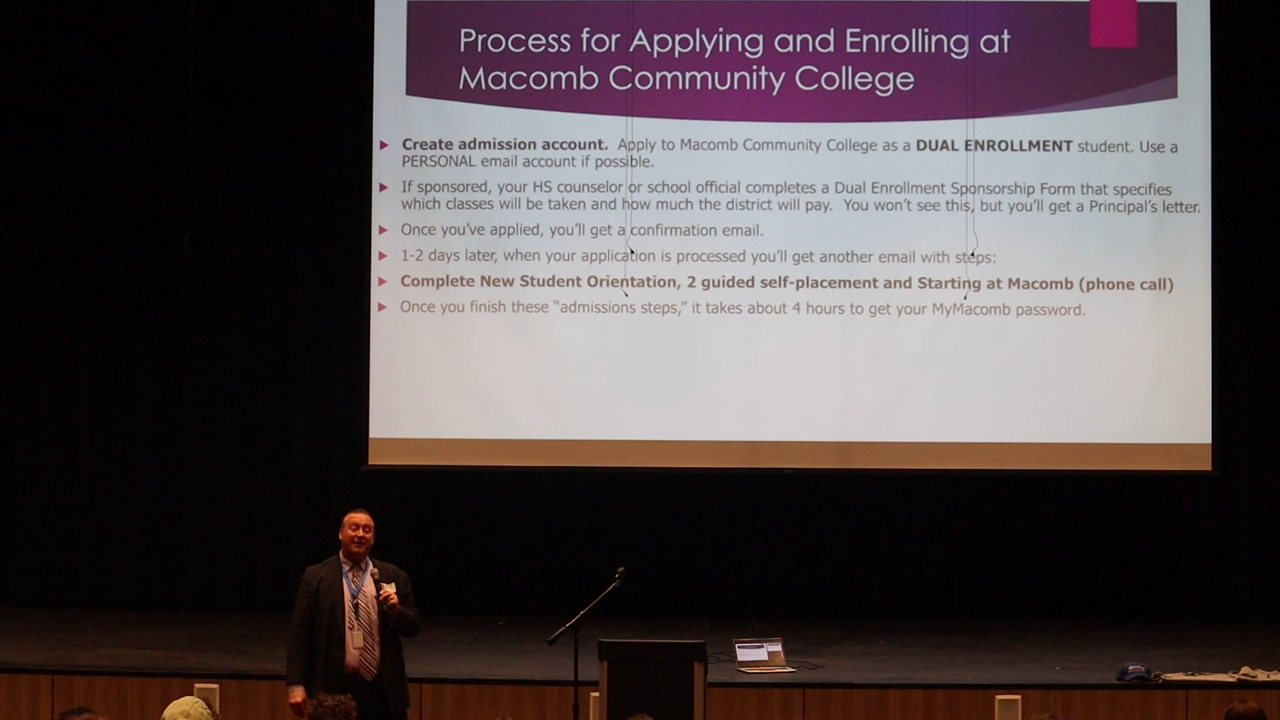 Process for Applying and Enrolling at
Macomb Community College
Create admission account. Apply to Macomb Community College as a DUAL ENROLLMENT student. Use a
PERSONAL email account if possible.
If sponsored, your HS counselor or school official completes a Dual Enrollment Sponsorship Form that specifies
which classes will be taken and how much the district will pay. You won't see this, but you'll get a Principal's letter.
Once you've applied, you'll get a confirmation email.
1-2 days later, when your application is processed you'll get another email with steps:
Complete New Student Orientation, 2 guided self-placement and Starting at Macomb (phone call)
Once you finish these "admissions steps," it takes about 4 hours to get your MyMacomb password.